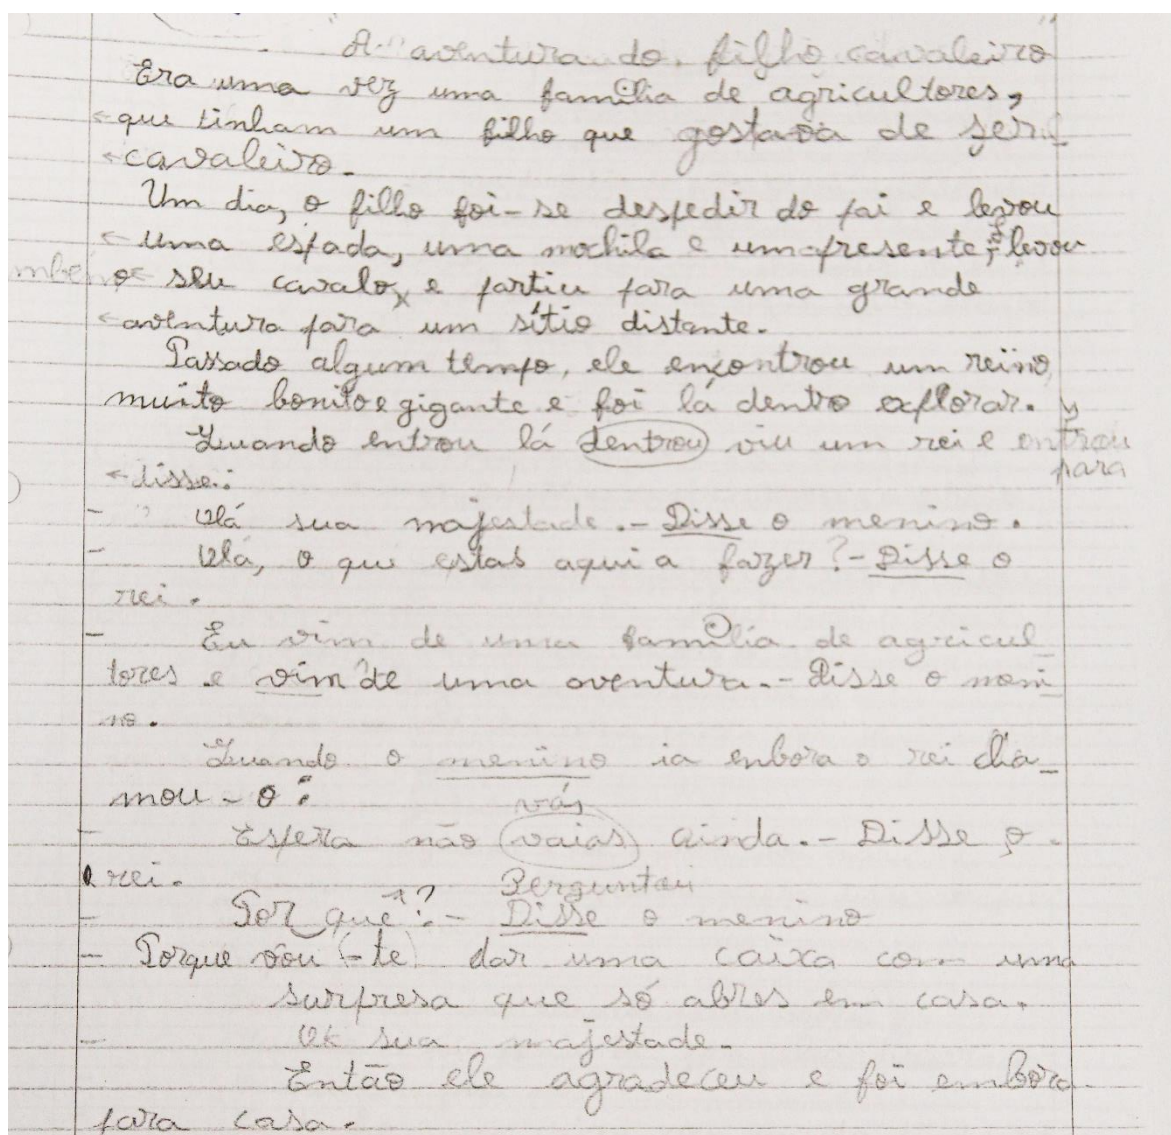 "A aventura do filho cavaleiro"
Era uma vez uma família de agricultores,
que tinham um filho que gostava de ser
cavaleiro.
Um dia, o filho foi-se despedir do pai e levou
uma espada, uma mochila e um presente, levou
o seu cavalo, e partiu para uma grande
aventura para um sítio distante.
Passado algum tempo, ele encontrou um reino
muito bonito e gigante e foi lá dentro explorar.
Quando entrou lá dentrou viu um rei e entrou
para
disse:
- Olá sua majestade. - Disse o menino.
- Olá, o que estas aqui a fazer? - Disse o
rei.
- Eu vim de uma família de agricul
tores e vim de uma aventura. - Disse o meni
no.
Quando o menino ia enbora o rei cha-
mou-o:
vás
- Espera não vaias ainda. - Disse o
rei.
Perguntou
- Por quê? - Disse o menino
- Porque vou (-te) dar uma caixa com uma
surpresa que só abres em casa.
- Ok sua majestade.
Então ele agradeceu e foi embora
para casa.